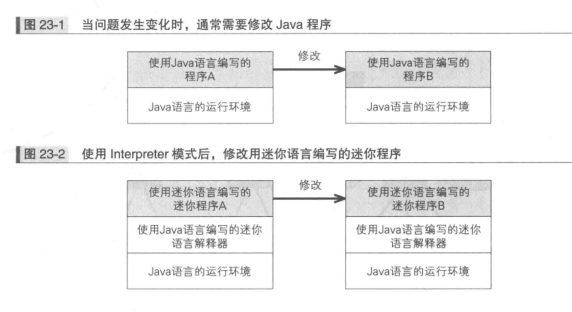 图 23-1 当问题发生变化时，通常需要修改 Java 程序
使用Java语言编写的
程序A
修改
使用Java语言编写的
程序B
Java语言的运行环境
Java语言的运行环境
图 23-2 使用 Interpreter 模式后，修改用迷你语言编写的迷你程序
使用迷你语言编写的
迷你程序A
修改
使用迷你语言编写的
迷你程序B
使用Java语言编写的迷你
语言解释器
使用Java语言编写的迷你
语言解释器
Java语言的运行环境
Java语言的运行环境